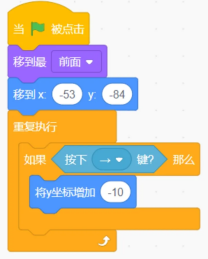 当 被点击
移到最 前面
移到 x: -53 y: -84
重复执行
如果 按下 → 键? 那么
将y坐标增加 -10